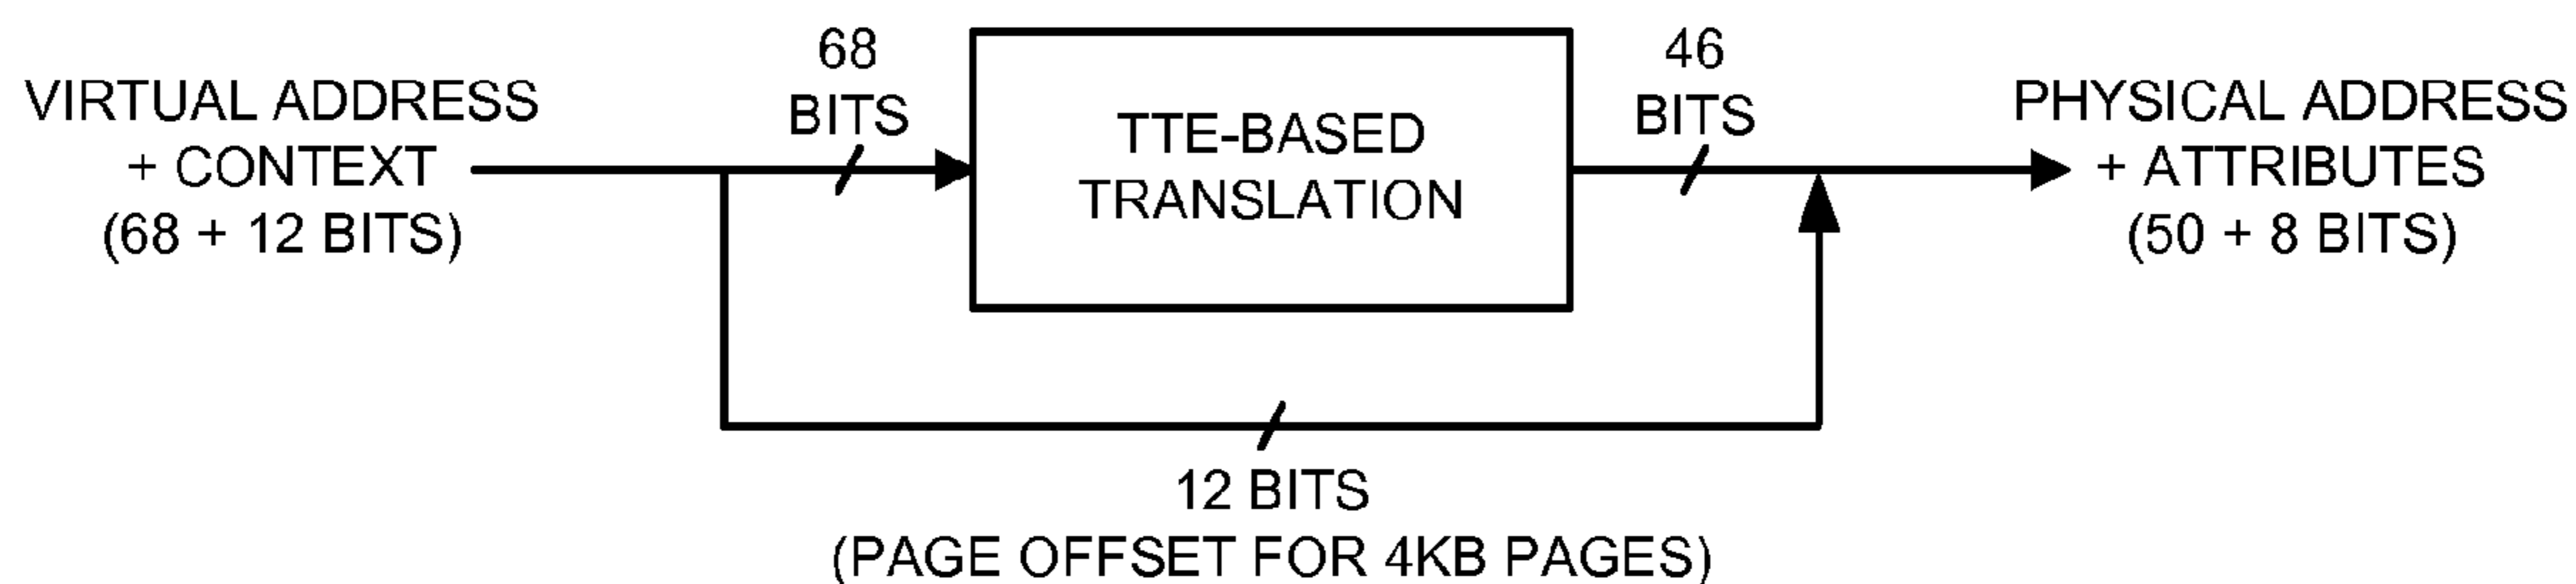 VIRTUAL ADDRESS
+ CONTEXT
(68 + 12 BITS)
68
BITS
TTE-BASED
TRANSLATION
46
BITS
PHYSICAL ADDRESS
+ ATTRIBUTES
(50 + 8 BITS)
12 BITS
(PAGE OFFSET FOR 4KB PAGES)